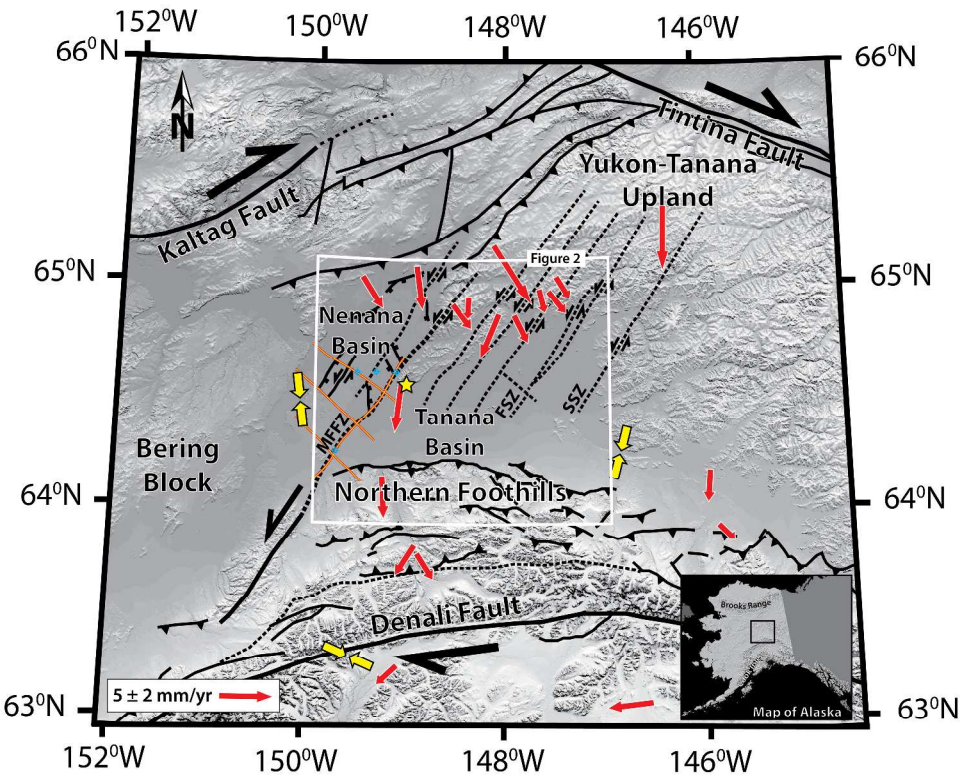 152⁰W 150⁰W 148⁰W 146⁰W
66⁰N 66⁰N
N
Tintina Fault
Yukon-Tanana
Upland
Kaltag Fault
65⁰N 65⁰N
Figure 2
Nenana
Basin
MFFZ
Tanana
Basin
FSZ
SSZ
Bering
Block
64⁰N 64⁰N
Northern Foothills
Denali Fault
Brooks Range
5 ± 2 mm/yr
Map of Alaska
63⁰N 63⁰N
152⁰W 150⁰W 148⁰W 146⁰W